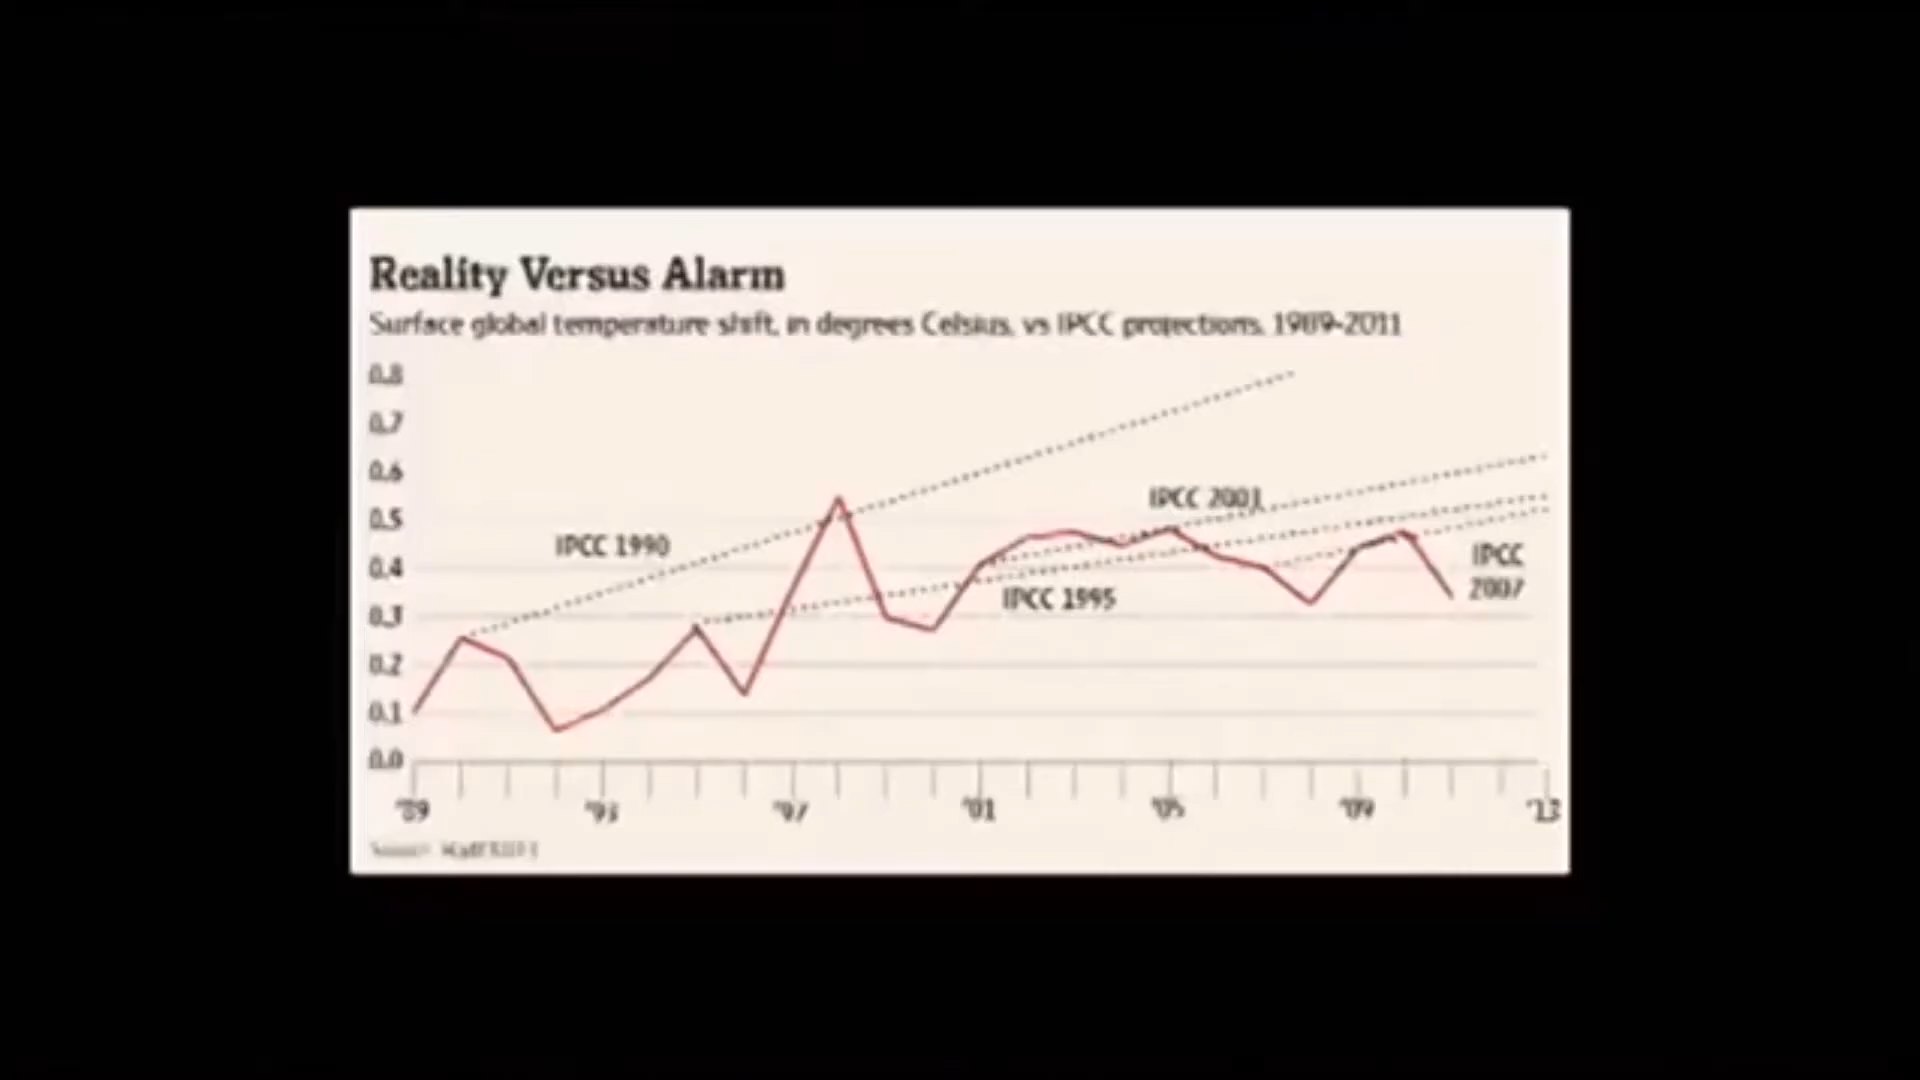 Reality Versus Alarm
Surface global temperature shift, in degrees Celsius, vs IPCC projections, 1989-2011
0.8
0.7
0.6
0.5
0.4
0.3
0.2
0.1
0.0
IPCC 1990
IPCC 2001
IPCC 1995
IPCC
2007
'89
'93
'97
'01
'05
'09
'13